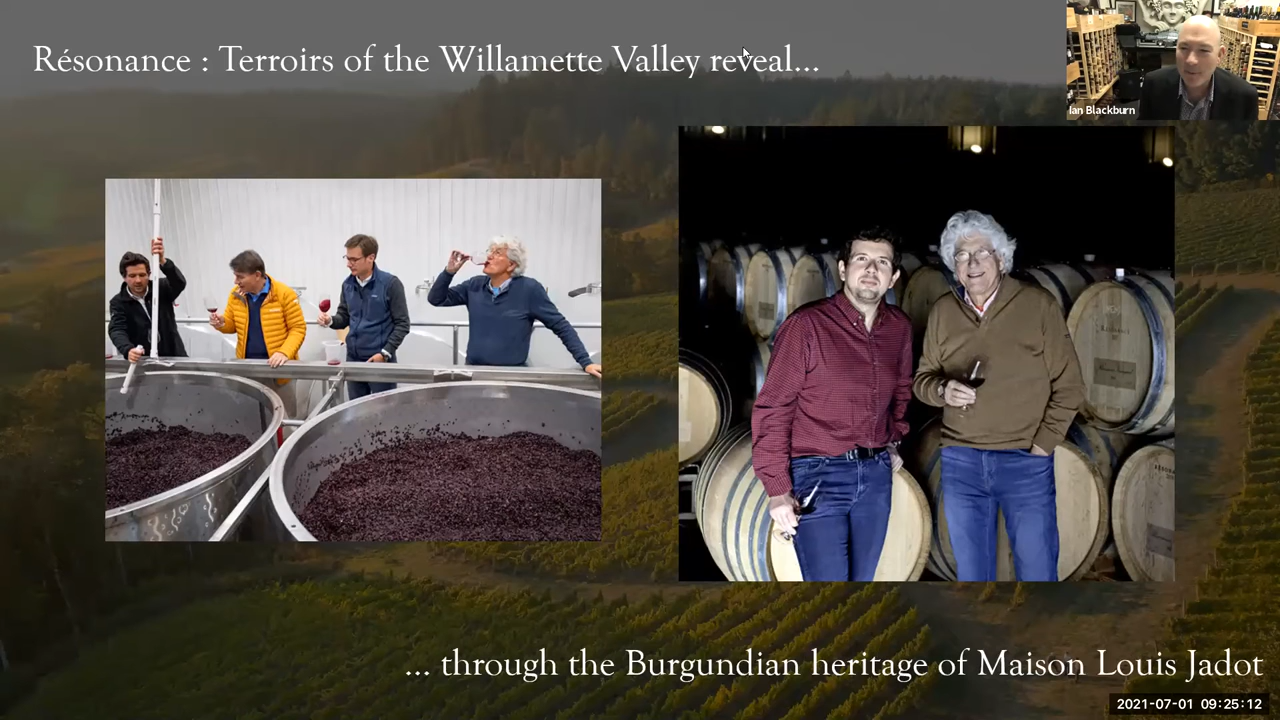 Résonance : Terroirs of the Willamette Valley reveal...
Ian Blackburn
... through the Burgundian heritage of Maison Louis Jadot
2021-07-01 09:25:12